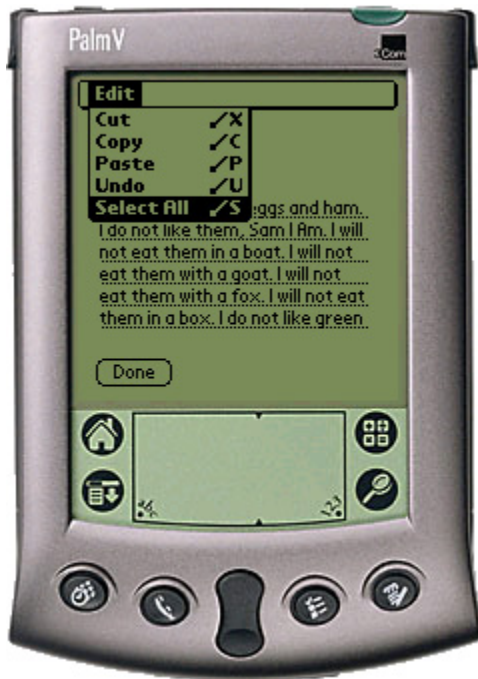 Palm V
3Com
Edit
Cut ⁄X
Copy ⁄C
Paste ⁄P
Undo ⁄U
Select All ⁄S
eggs and ham.
I do not like them, Sam I Am. I will
not eat them in a boat. I will not
eat them with a goat. I will not
eat them with a fox. I will not eat
them in a box. I do not like green
Done
123